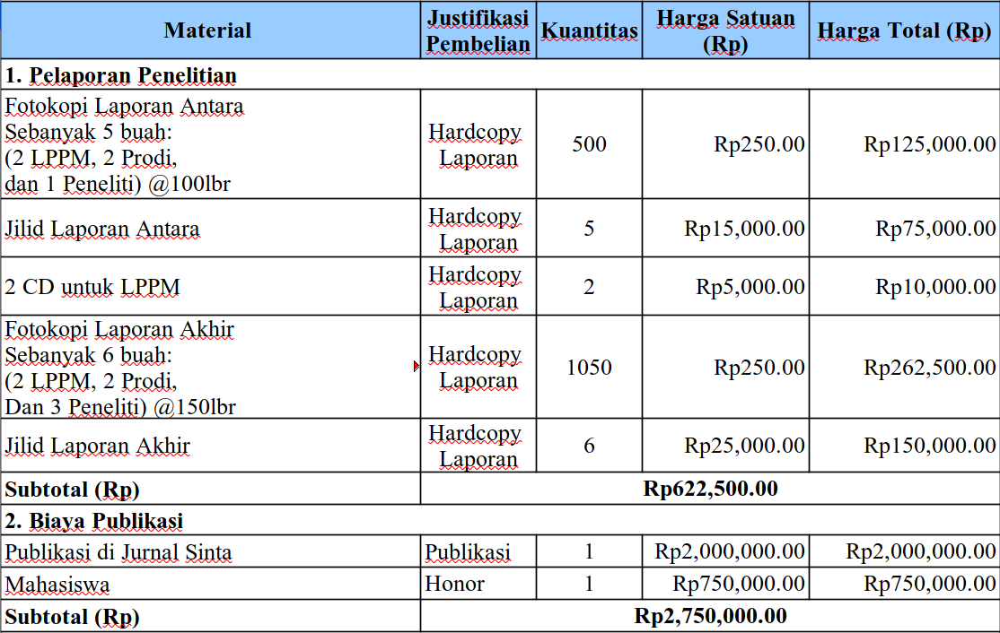 Material Justifikasi Pembelian Kuantitas Harga Satuan (Rp) Harga Total (Rp)
1. Pelaporan Penelitian
Fotokopi Laporan Antara
Sebanyak 5 buah:
(2 LPPM, 2 Prodi,
dan 1 Peneliti) @100lbr
Hardcopy
Laporan
500 Rp250.00 Rp125,000.00
Jilid Laporan Antara
Hardcopy
Laporan
5 Rp15,000.00 Rp75,000.00
2 CD untuk LPPM
Hardcopy
Laporan
2 Rp5,000.00 Rp10,000.00
Fotokopi Laporan Akhir
Sebanyak 6 buah:
(2 LPPM, 2 Prodi,
Dan 3 Peneliti) @150lbr
Hardcopy
Laporan
1050 Rp250.00 Rp262,500.00
Jilid Laporan Akhir
Hardcopy
Laporan
6 Rp25,000.00 Rp150,000.00
Subtotal (Rp) Rp622,500.00
2. Biaya Publikasi
Publikasi di Jurnal Sinta Publikasi 1 Rp2,000,000.00 Rp2,000,000.00
Mahasiswa Honor 1 Rp750,000.00 Rp750,000.00
Subtotal (Rp) Rp2,750,000.00